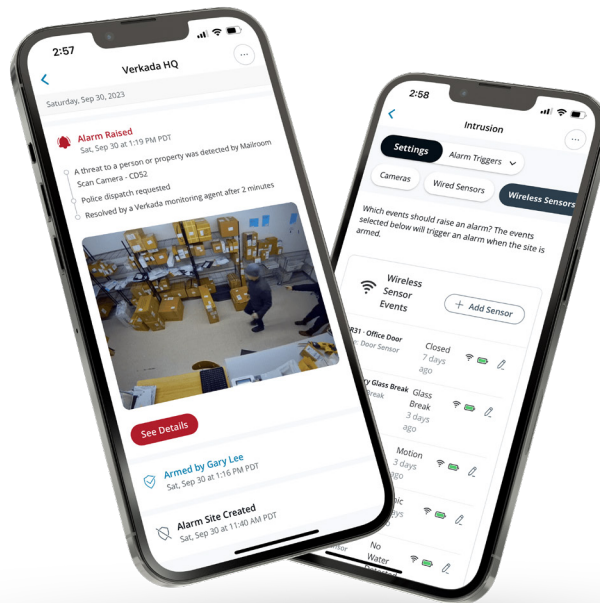 2:57
Verkada HQ
Saturday, Sep 30, 2023
Alarm Raised
Sat, Sep 30 at 1:19 PM PDT
A threat to a person or property was detected by Mailroom
Scan Camera - CD52
Police dispatch requested
Resolved by a Verkada monitoring agent after 2 minutes
See Details
Armed by Gary Lee
Sat, Sep 30 at 1:16 PM PDT
Alarm Site Created
Sat, Sep 30 at 11:40 AM PDT
2:58
Intrusion
Settings
Alarm Triggers
Cameras
Wired Sensors
Wireless Sensors
Which events should raise an alarm? The events
selected below will trigger an alarm when the site is
armed.
Wireless
Sensor
Events
+ Add Sensor
R31 - Office Door
Door Sensor
Closed
7 days
ago
Glass Break
Break
Glass
Break
3 days
ago
Motion
3 days
ago
No
Water